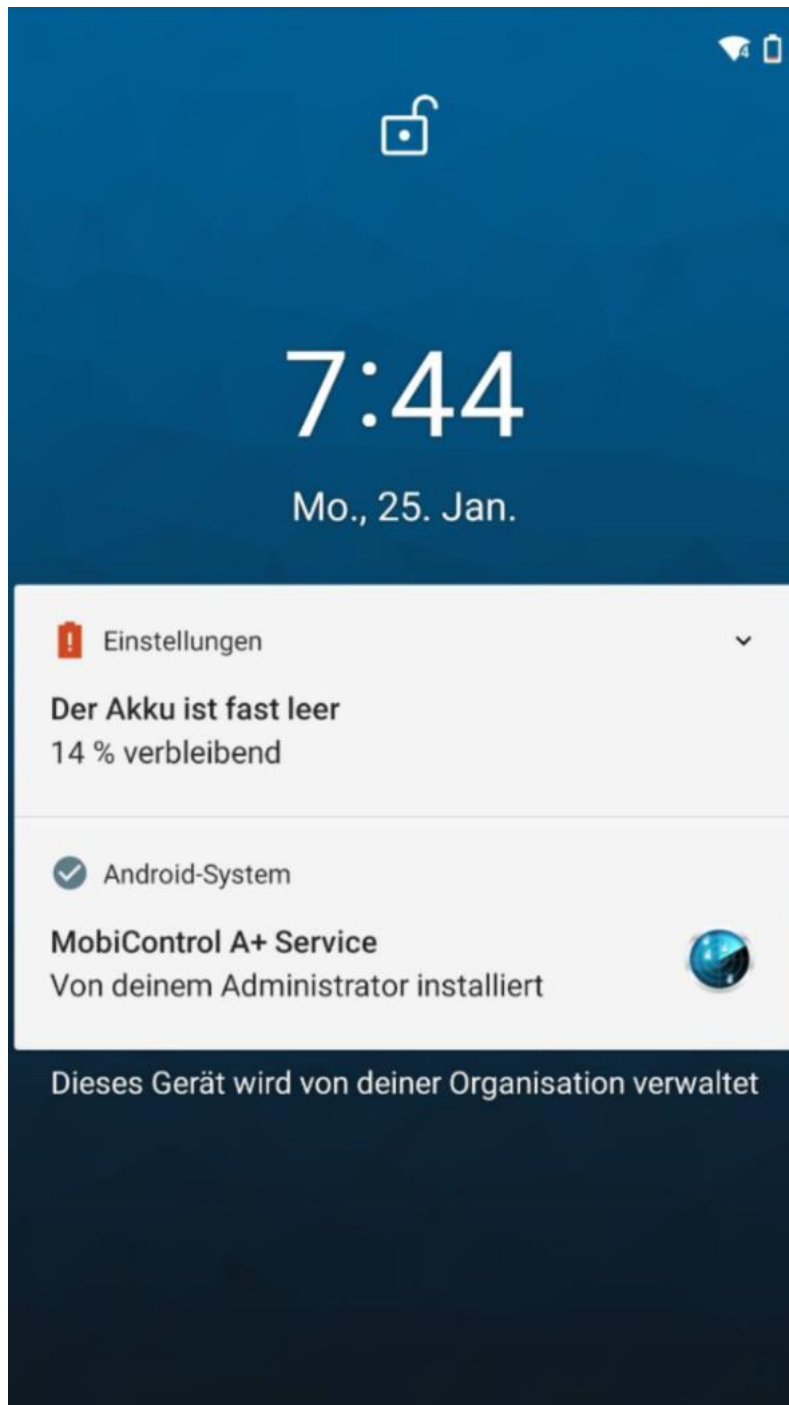 7:44
Mo., 25. Jan.
Einstellungen
Der Akku ist fast leer
14 % verbleibend
Android-System
MobiControl A+ Service
Von deinem Administrator installiert
Dieses Gerät wird von deiner Organisation verwaltet